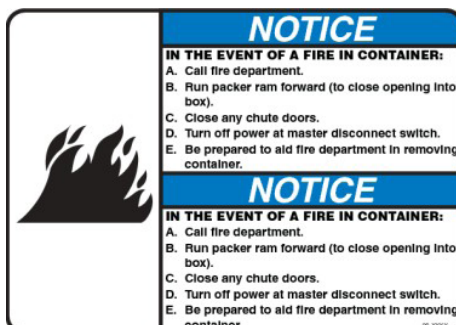 NOTICE
IN THE EVENT OF A FIRE IN CONTAINER:
A. Call fire department.
B. Run packer ram forward (to close opening into
box).
C. Close any chute doors.
D. Turn off power at master disconnect switch.
E. Be prepared to aid fire department in removing
container.
NOTICE
IN THE EVENT OF A FIRE IN CONTAINER:
A. Call fire department.
B. Run packer ram forward (to close opening into
box).
C. Close any chute doors.
D. Turn off power at master disconnect switch.
E. Be prepared to aid fire department in removing
container.